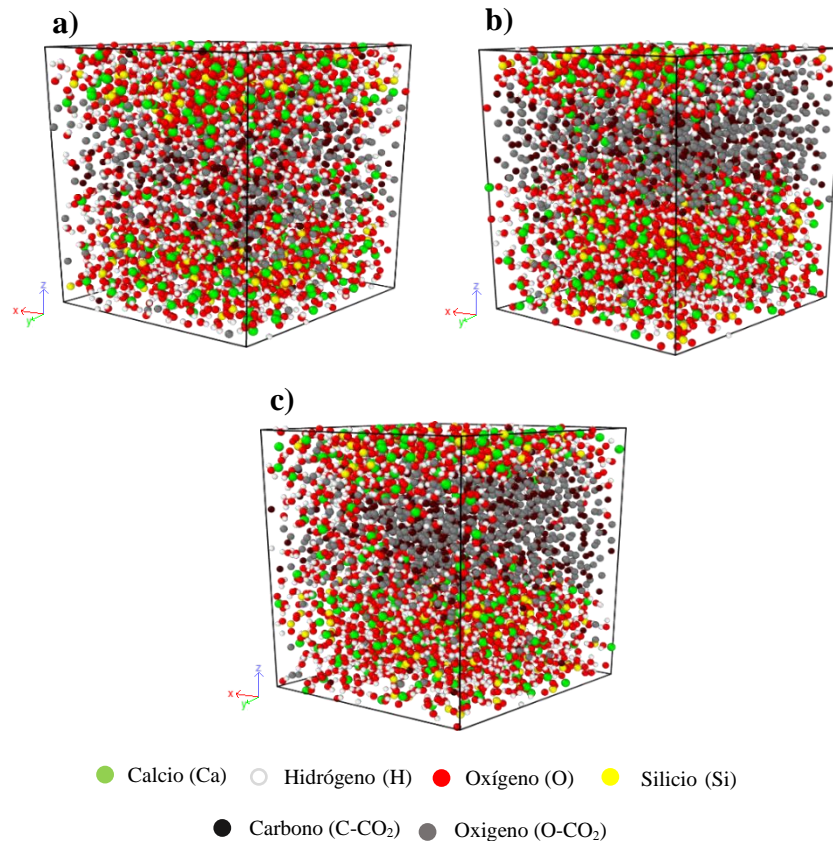 a)
b)
z
x
y
z
x
y
c)
z
x
y
Calcio (Ca) Hidrógeno (H) Oxígeno (O) Silicio (Si)
Carbono (C-CO₂) Oxigeno (O-CO₂)